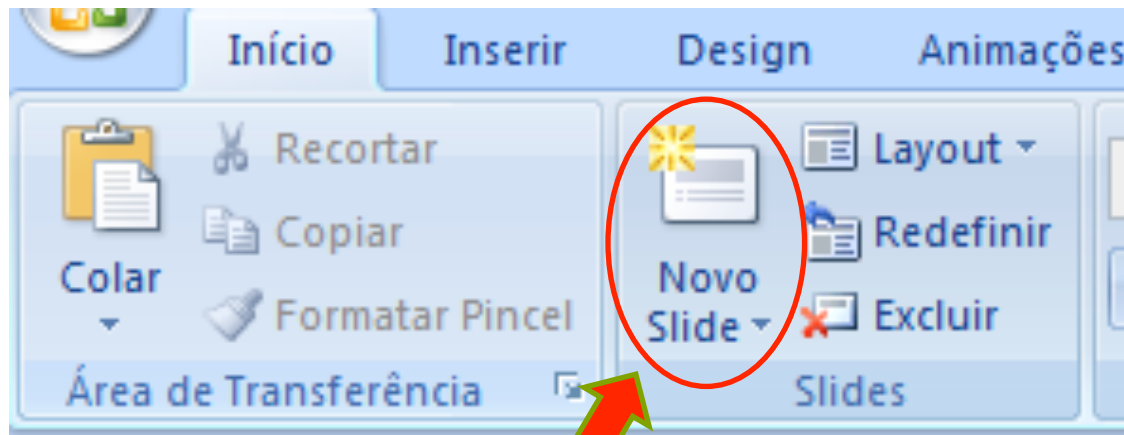 Início Inserir Design Animações
Recortar
Copiar
Formatar Pincel
Colar
Área de Transferência
Novo
Slide
Layout
Redefinir
Excluir
Slides